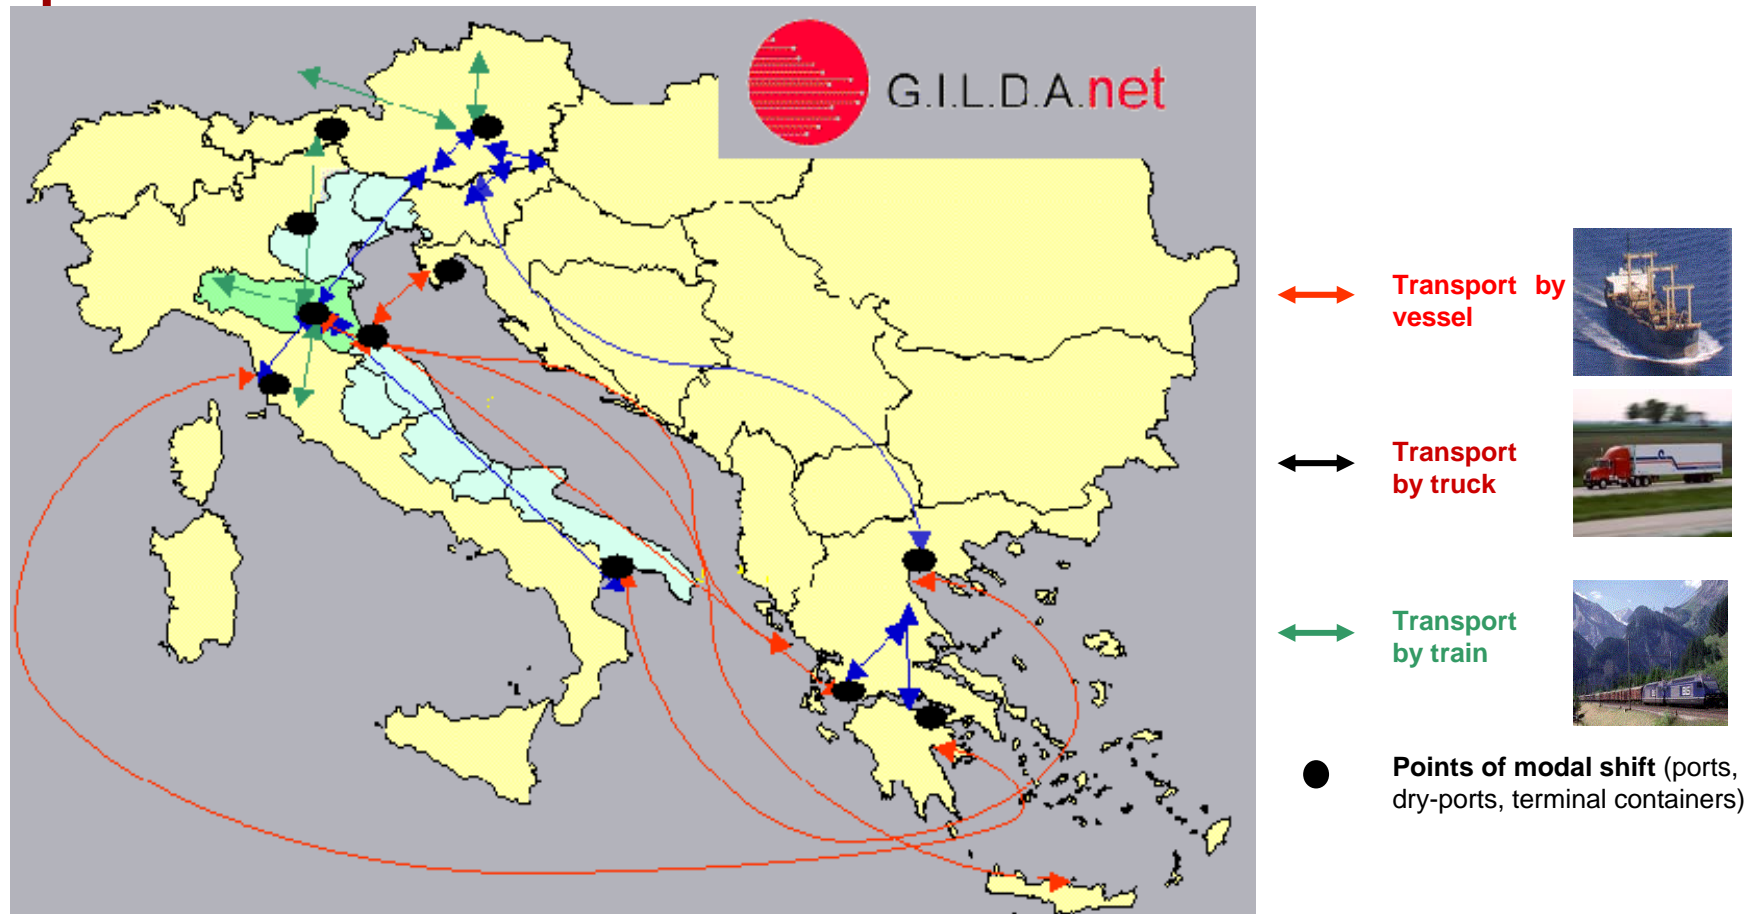 G.I.L.D.A.net
Transport by
vessel
Transport
by truck
Transport
by train
Points of modal shift (ports,
dry-ports, terminal containers)